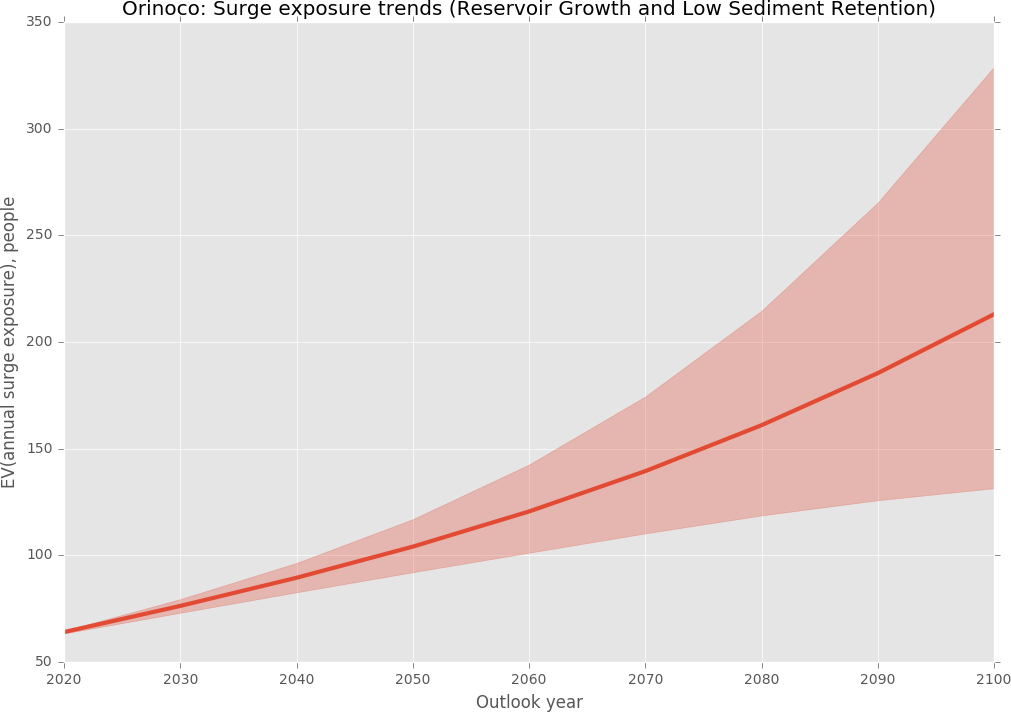 Orinoco: Surge exposure trends (Reservoir Growth and Low Sediment Retention)
EV(annual surge exposure), people
350
300
250
200
150
100
50
2020 2030 2040 2050 2060 2070 2080 2090 2100
Outlook year